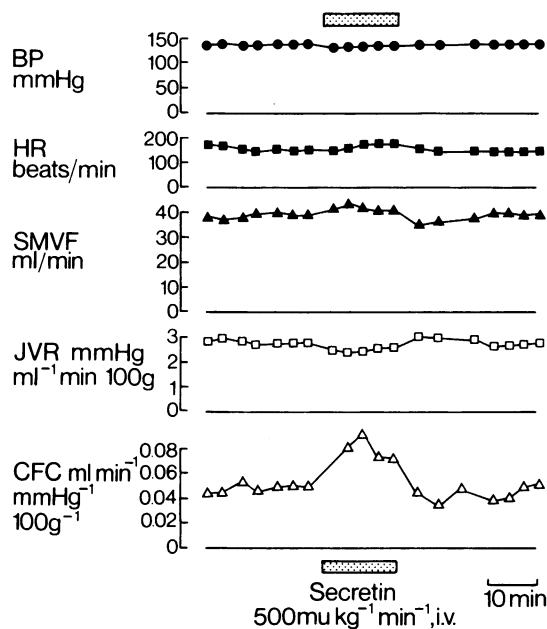 BP
mmHg
150
100
50
0
HR
beats/min
200
100
0
SMVF
ml/min
40
30
20
10
0
JVR mmHg
ml⁻¹ min 100g
3
2
1
0
CFC ml min⁻¹
mmHg⁻¹
100g⁻¹
0.08
0.06
0.04
0.02
0
Secretin
500mu kg⁻¹ min⁻¹, i.v.
10 min